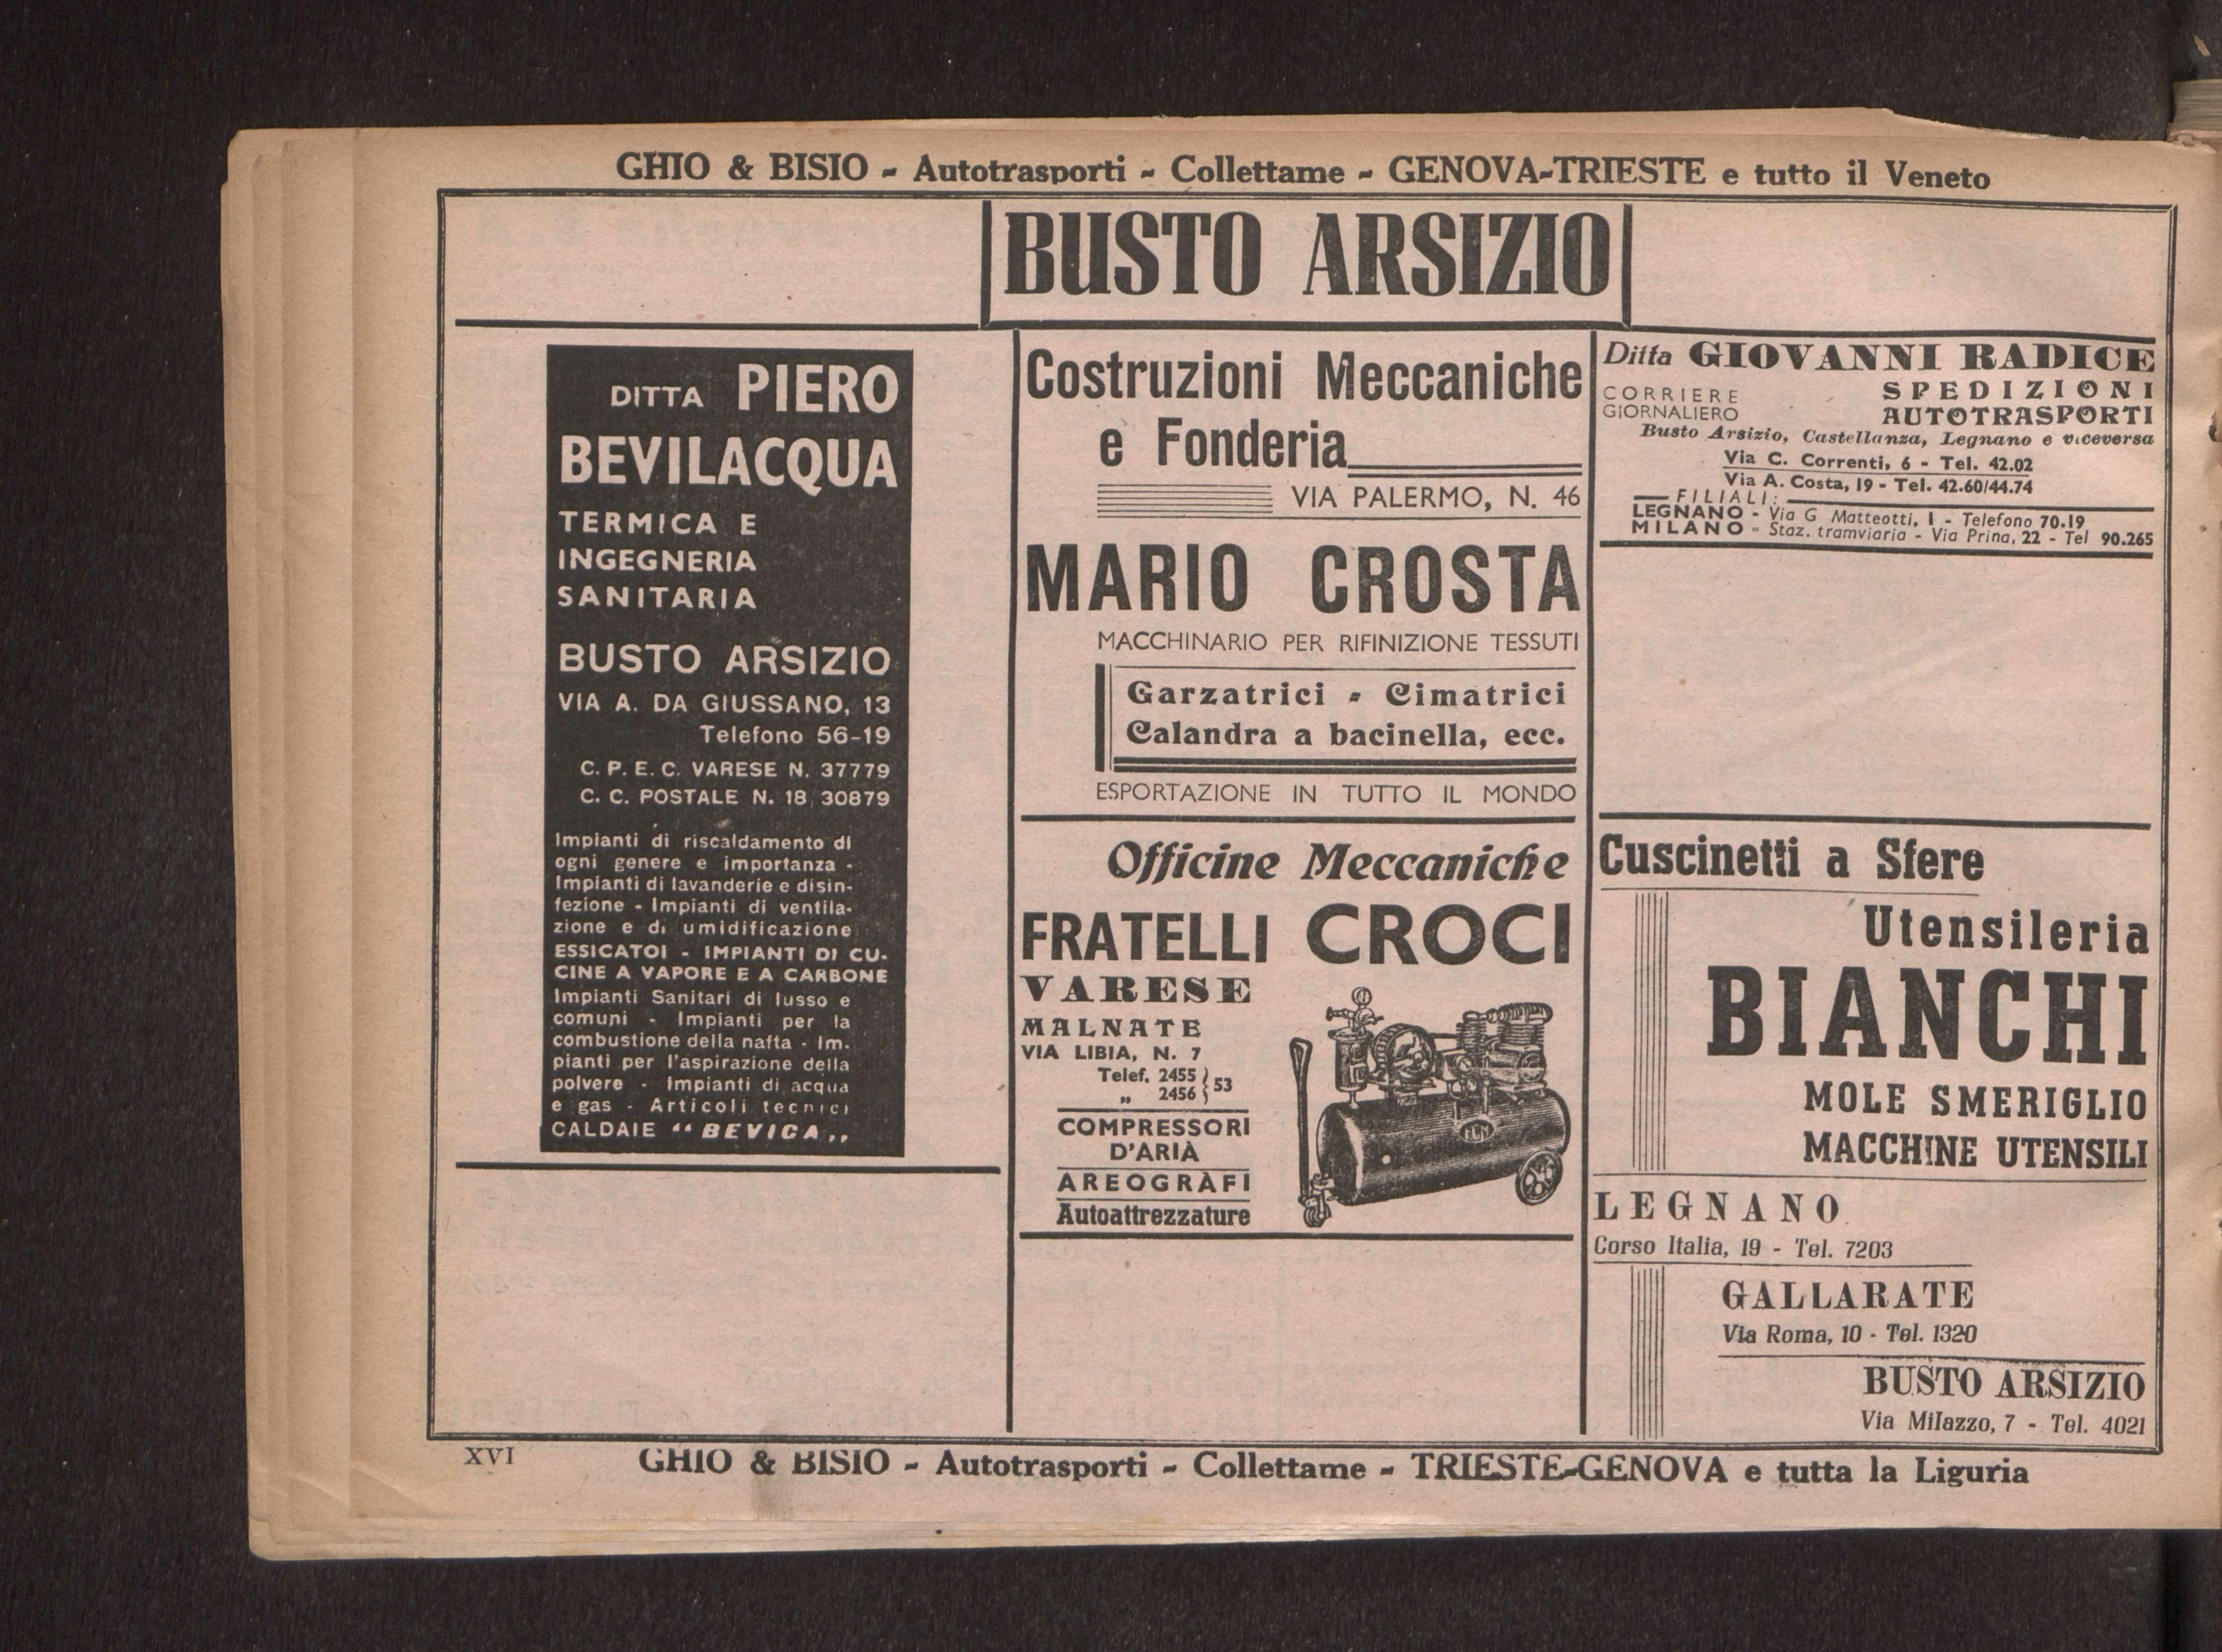 GHIO & BISIO - Autotrasporti - Collettame - GENOVA-TRIESTE e tutto il Veneto
BUSTO ARSIZIO
DITTA PIERO
BEVILACQUA
TERMICA E
INGEGNERIA
SANITARIA
BUSTO ARSIZIO
VIA A. DA GIUSSANO, 13
Telefono 56-19
C. P. E. C. VARESE N. 37779
C. C. POSTALE N. 18 30879
Impianti di riscaldamento di
ogni genere e importanza -
Impianti di lavanderie e disin-
fezione - Impianti di ventila-
zione e di umidificazione
ESSICATOI - IMPIANTI DI CU-
CINE A VAPORE E A CARBONE
Impianti Sanitari di lusso e
comuni - Impianti per la
combustione della nafta - Im-
pianti per l'aspirazione della
polvere - Impianti di acqua
e gas - Articoli tecnici
CALDAIE “ BEVICA „
Costruzioni Meccaniche
e Fonderia
VIA PALERMO, N. 46
MARIO CROSTA
MACCHINARIO PER RIFINIZIONE TESSUTI
Garzatrici - Cimatrici
Calandra a bacinella, ecc.
ESPORTAZIONE IN TUTTO IL MONDO
Officine Meccaniche
FRATELLI CROCI
VARESE
MALNATE
VIA LIBIA, N. 7
Telef. 2455 } 53
„ 2456
COMPRESSORI
D'ARIÀ
AREOGRÀFI
Autoattrezzature
FCM
Ditta GIOVANNI RADICE
CORRIERE SPEDIZIONI
GIORNALIERO AUTOTRASPORTI
Busto Arsizio, Castellanza, Legnano e viceversa
Via C. Correnti, 6 - Tel. 42.02
Via A. Costa, 19 - Tel. 42.60/44.74
FILIALI:
LEGNANO - Via G Matteotti, 1 - Telefono 70.19
MILANO - Staz. tramviaria - Via Prina, 22 - Tel 90.265
Cuscinetti a Sfere
Utensileria
BIANCHI
MOLE SMERIGLIO
MACCHINE UTENSILI
LEGNANO
Corso Italia, 19 - Tel. 7203
GALLARATE
Via Roma, 10 - Tel. 1320
BUSTO ARSIZIO
Via Milazzo, 7 - Tel. 4021
XVI
GHIO & BISIO - Autotrasporti - Collettame - TRIESTE-GENOVA e tutta la Liguria